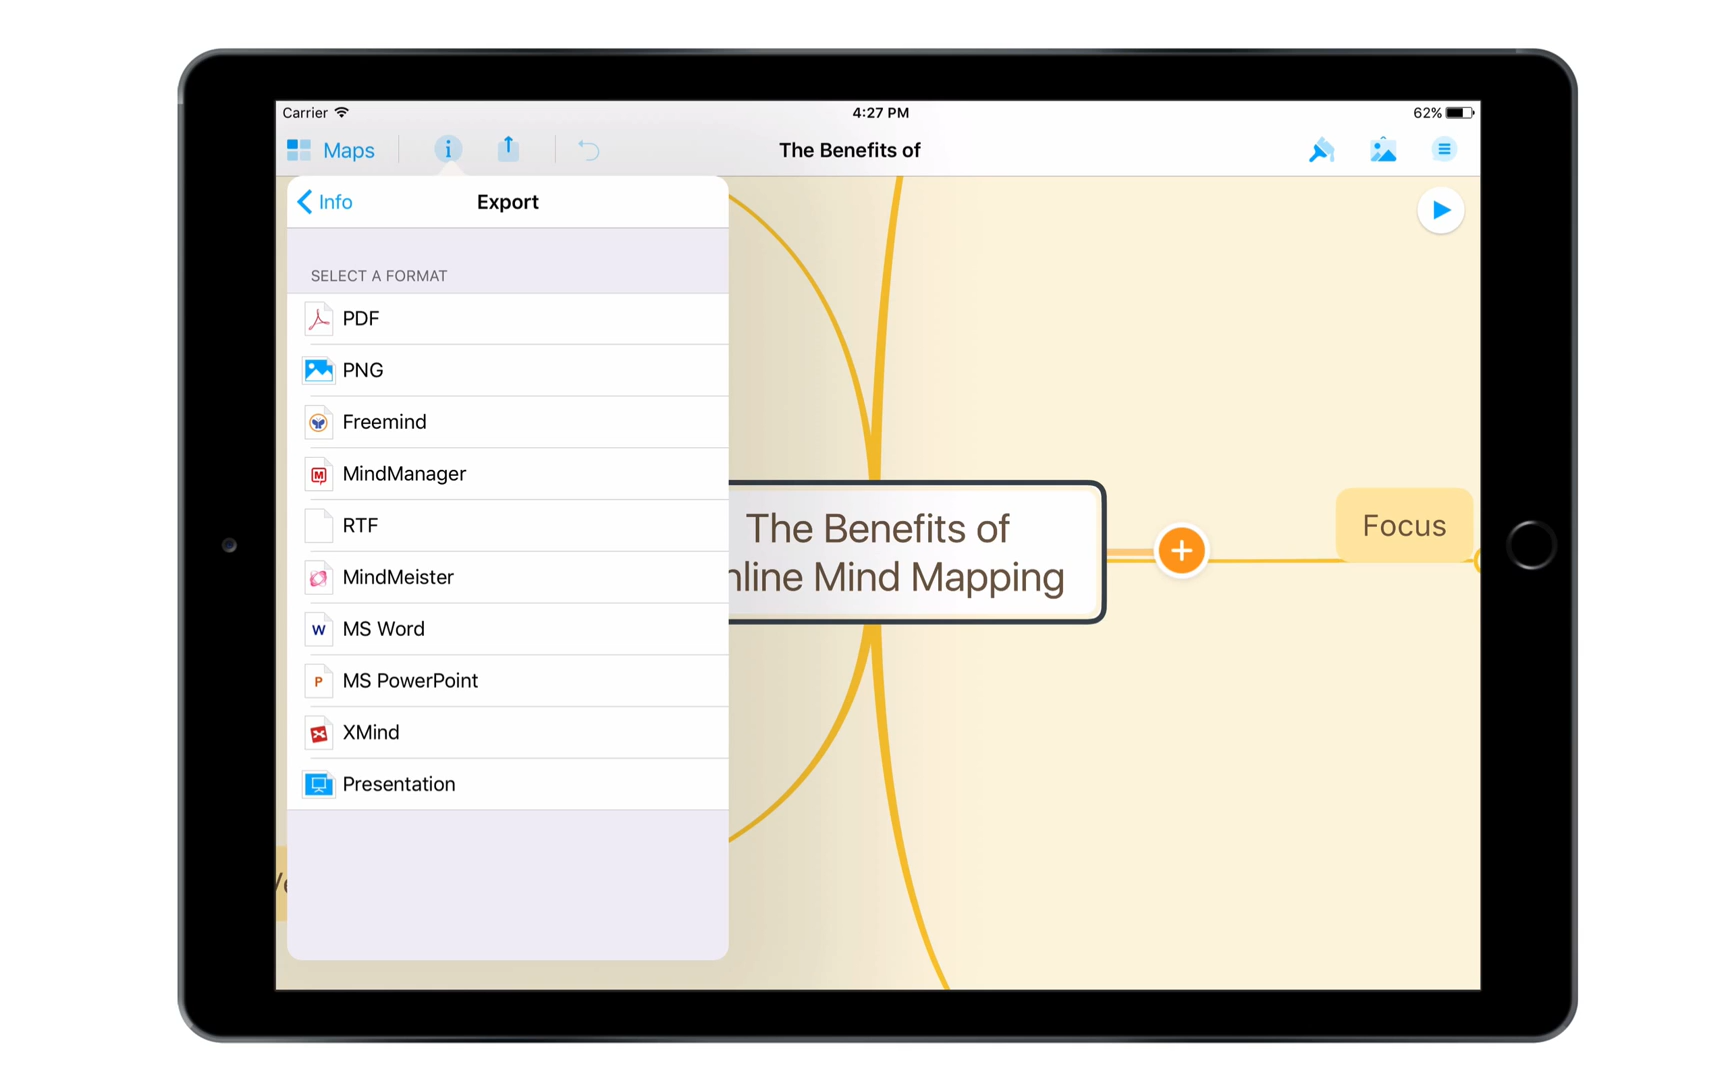 Carrier
4:27 PM
62%
Maps
The Benefits of
Info
Export
SELECT A FORMAT
PDF
PNG
Freemind
MindManager
RTF
MindMeister
MS Word
MS PowerPoint
XMind
Presentation
The Benefits of
nline Mind Mapping
Focus